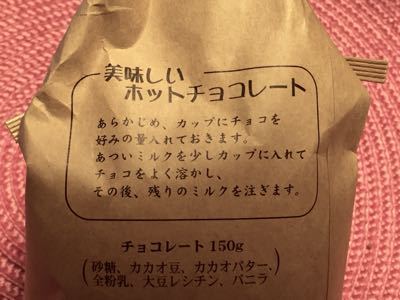 美味しい
ホットチョコレート
あらかじめ、カップにチョコを
好みの量入れておきます。
あついミルクを少しカップに入れて
チョコをよく溶かし、
その後、残りのミルクを注ぎます。
チョコレート 150g
(砂糖、カカオ豆、カカオバター、
全粉乳、大豆レシチン、バニラ)